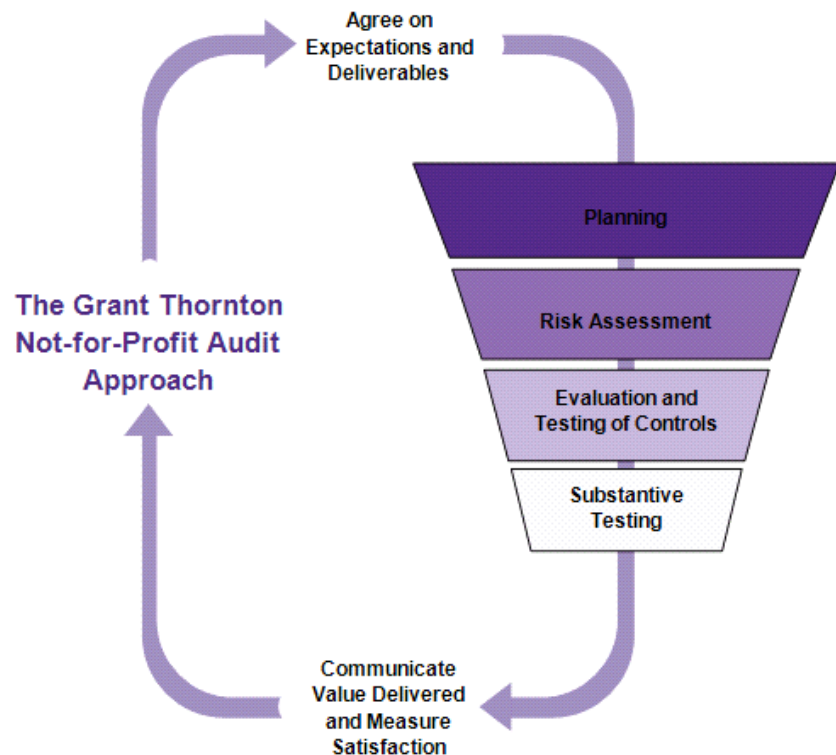 Agree on
Expectations and
Deliverables
Planning
Risk Assessment
Evaluation and
Testing of Controls
Substantive
Testing
The Grant Thornton
Not-for-Profit Audit
Approach
Communicate
Value Delivered
and Measure
Satisfaction